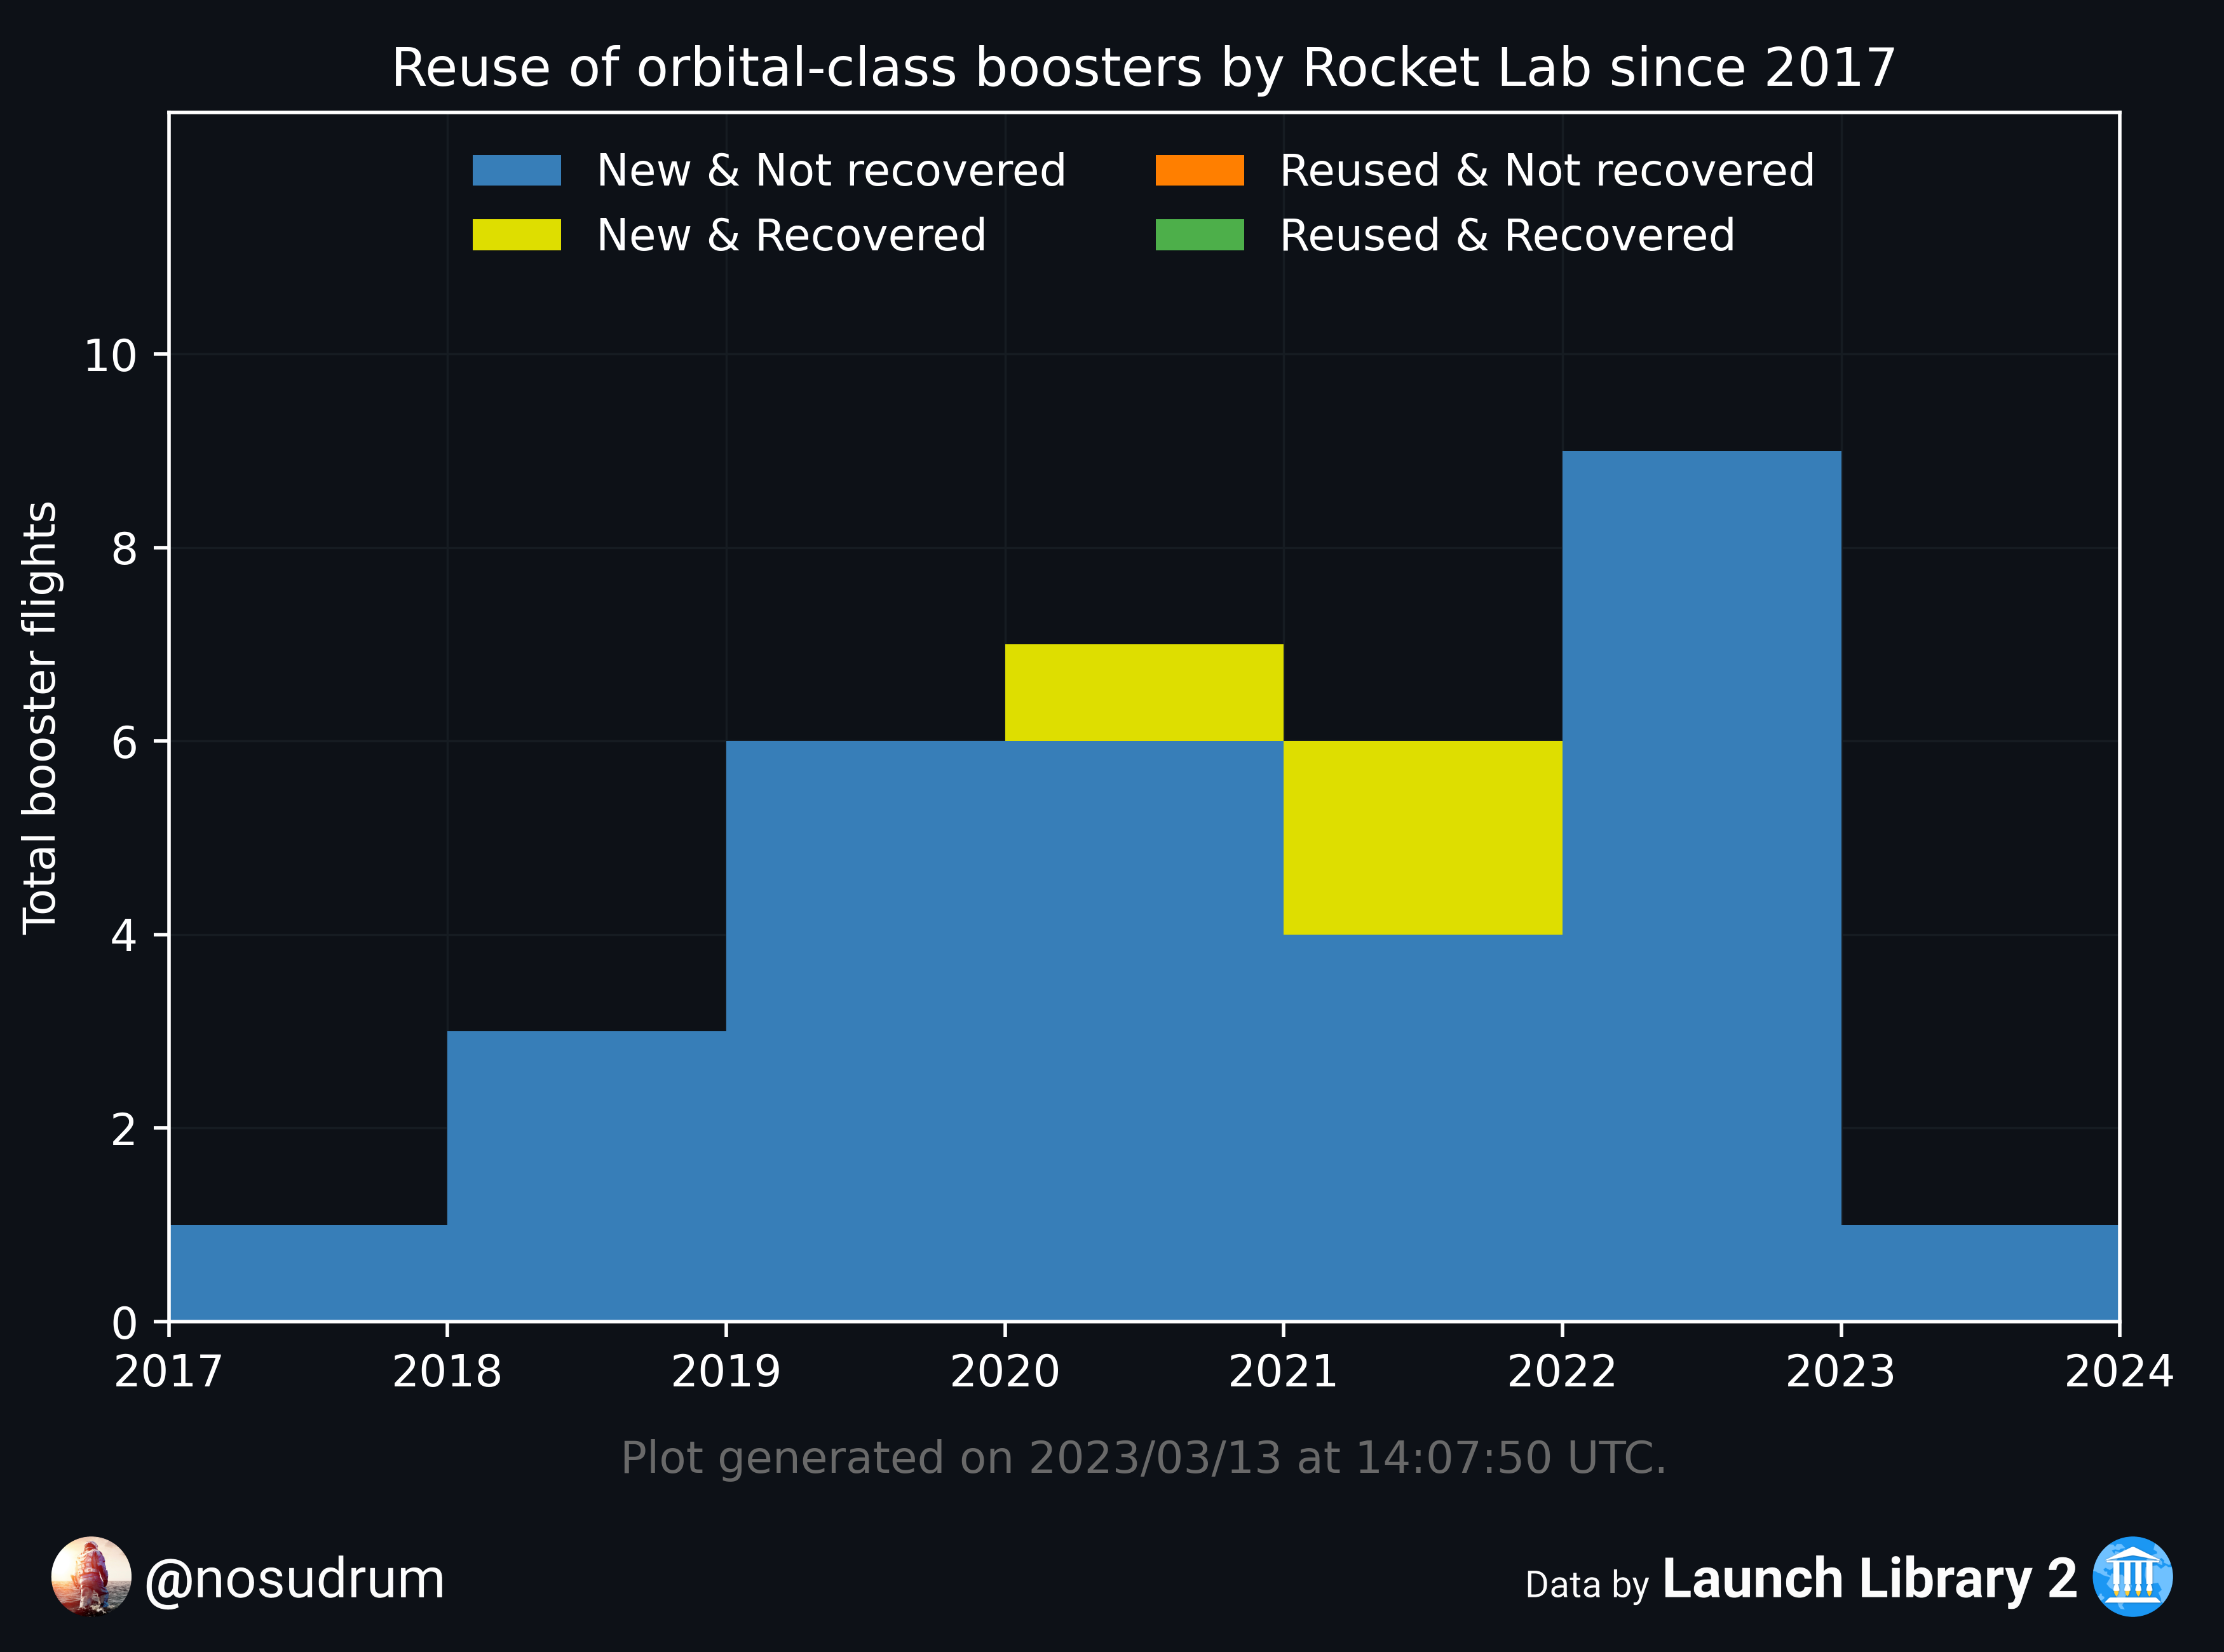 Reuse of orbital-class boosters by Rocket Lab since 2017
New & Not recovered
New & Recovered
Reused & Not recovered
Reused & Recovered
Total booster flights
10
8
6
4
2
0
2017 2018 2019 2020 2021 2022 2023 2024
Plot generated on 2023/03/13 at 14:07:50 UTC.
@nosudrum
Data by Launch Library 2